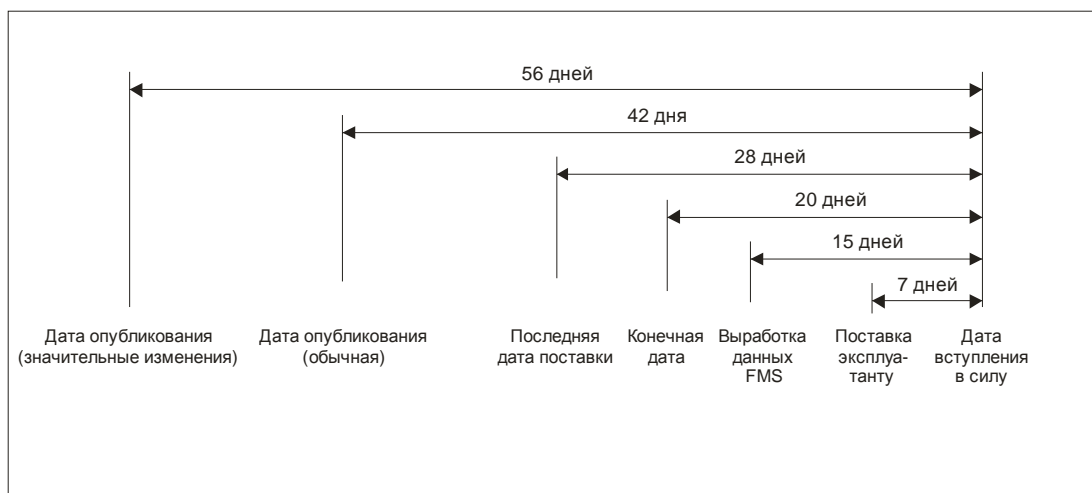 56 дней
42 дня
28 дней
20 дней
15 дней
7 дней
Дата опубликования
(значительные изменения)
Дата опубликования
(обычная)
Последняя
дата поставки
Конечная
дата
Выработка
данных
FMS
Поставка
эксплуа-
танту
Дата
вступления
в силу